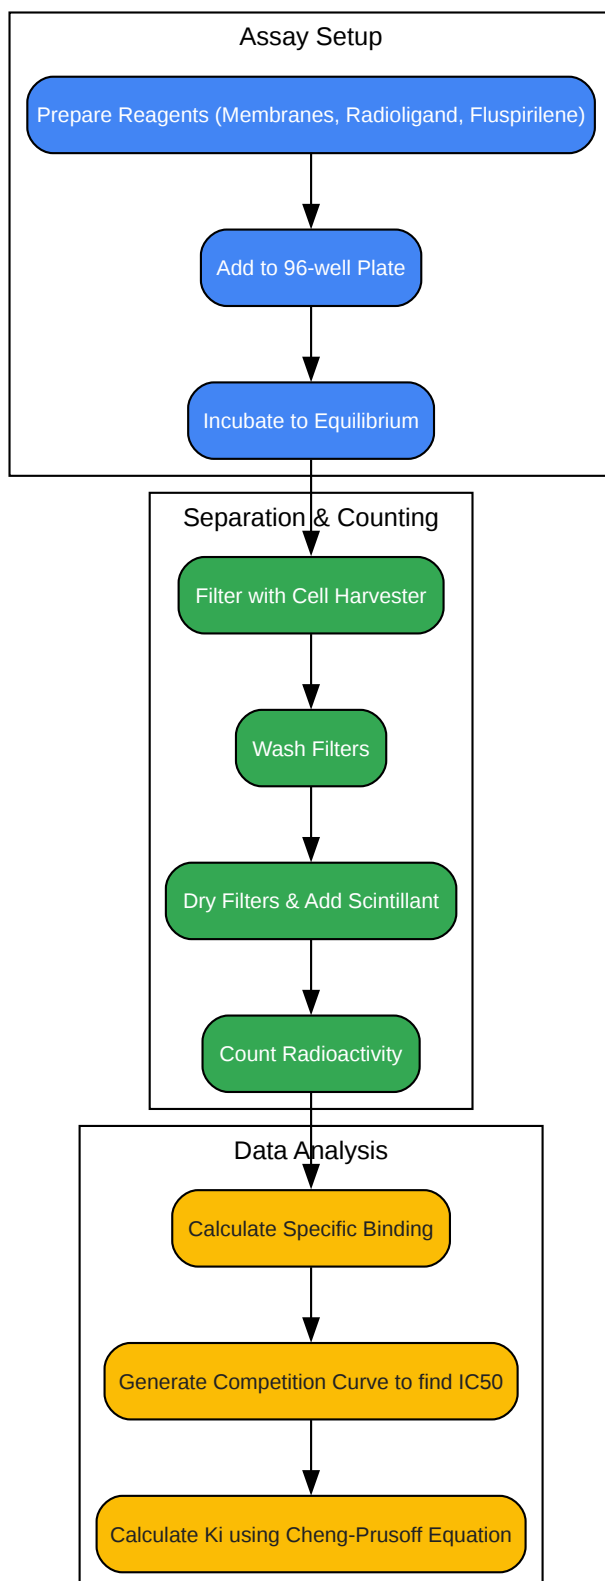 Assay Setup
Prepare Reagents (Membranes, Radioligand, Fluspirilene)
Add to 96-well Plate
Incubate to Equilibrium
Separation & Counting
Filter with Cell Harvester
Wash Filters
Dry Filters & Add Scintillant
Count Radioactivity
Data Analysis
Calculate Specific Binding
Generate Competition Curve to find IC50
Calculate Ki using Cheng-Prusoff Equation